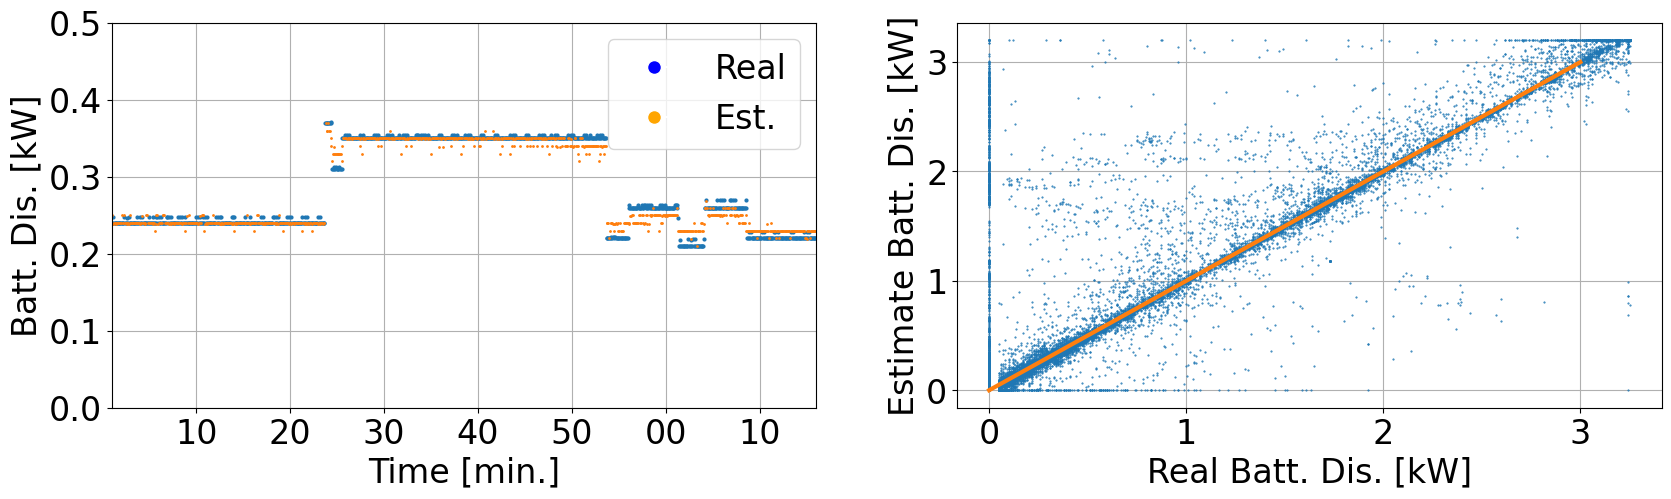 Batt. Dis. [kW]
0.5
0.4
0.3
0.2
0.1
0.0
Real
Est.
10 20 30 40 50 00 10
Time [min.]
Estimate Batt. Dis. [kW]
3
2
1
0
0 1 2 3
Real Batt. Dis. [kW]